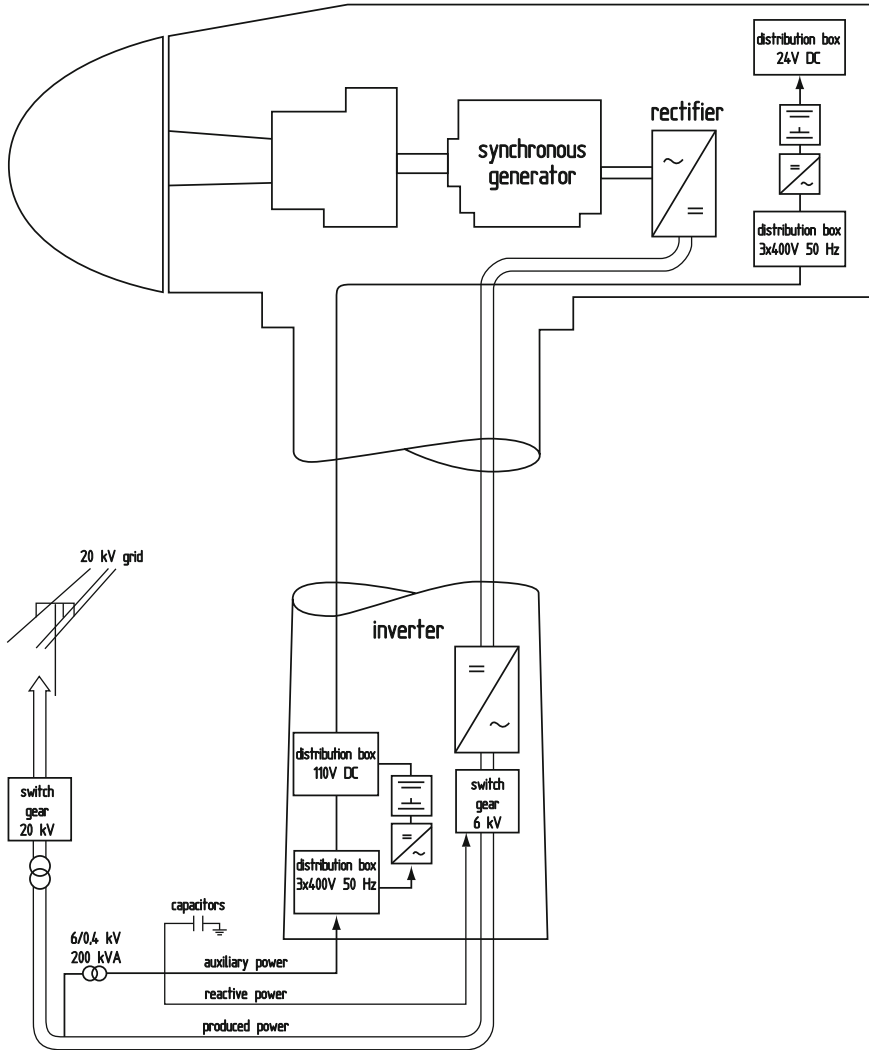 distribution box
24V DC
rectifier
synchronous
generator
distribution box
3x400V 50 Hz
20 kV grid
inverter
distribution box
110V DC
switch
gear
6 kV
switch
gear
20 kV
distribution box
3x400V 50 Hz
capacitors
6/0,4 kV
200 kVA
auxiliary power
reactive power
produced power